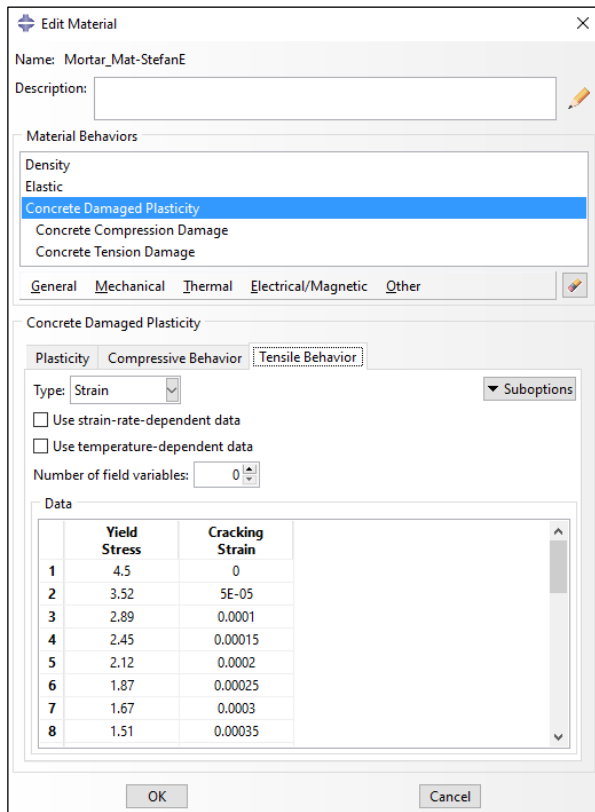 Edit Material
Name: Mortar_Mat-StefanE
Description:
Material Behaviors
Density
Elastic
Concrete Damaged Plasticity
Concrete Compression Damage
Concrete Tension Damage
General Mechanical Thermal Electrical/Magnetic Other
Concrete Damaged Plasticity
Plasticity Compressive Behavior Tensile Behavior
Type: Strain Suboptions
Use strain-rate-dependent data
Use temperature-dependent data
Number of field variables: 0
Data
Yield Cracking
Stress Strain
1 4.5 0
2 3.52 5E-05
3 2.89 0.0001
4 2.45 0.00015
5 2.12 0.0002
6 1.87 0.00025
7 1.67 0.0003
8 1.51 0.00035
OK Cancel